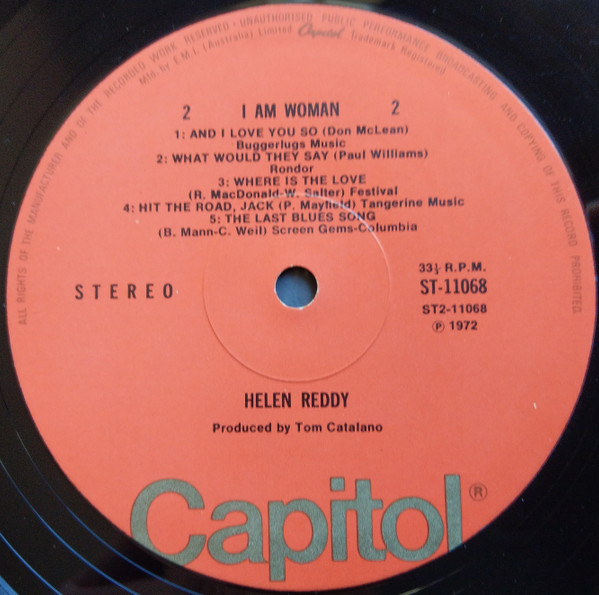 ALL RIGHTS OF THE MANUFACTURER AND OF THE RECORDED WORK RESERVED - UNAUTHORISED PUBLIC PERFORMANCE BROADCASTING AND COPYING OF THIS RECORD PROHIBITED
Mfd. by E.M.I. (Australia) Limited Capitol Trademark Registered
2 I AM WOMAN 2
1: AND I LOVE YOU SO (Don McLean)
Buggerlugs Music
2: WHAT WOULD THEY SAY (Paul Williams)
Rondor
3: WHERE IS THE LOVE
(R. MacDonald-W. Salter) Festival
4: HIT THE ROAD, JACK (P. Mayfield) Tangerine Music
5: THE LAST BLUES SONG
(B. Mann-C. Weil) Screen Gems-Columbia
33⅓ R.P.M.
STEREO ST-11068
ST2-11068
℗ 1972
HELEN REDDY
Produced by Tom Catalano
Capitol®